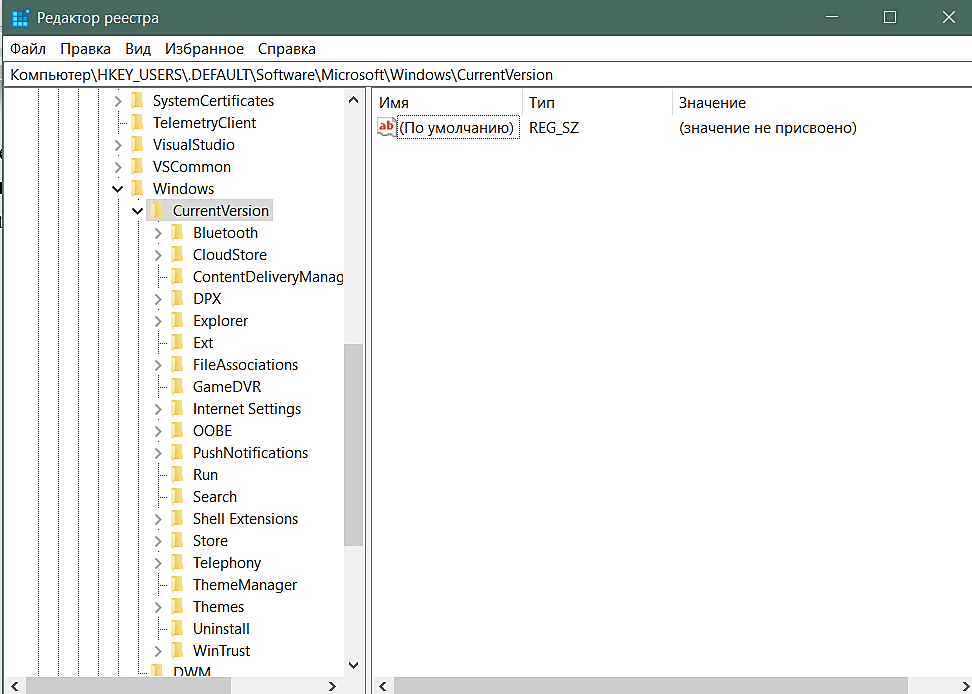 Редактор реестра
Файл Правка Вид Избранное Справка
Компьютер\HKEY_USERS\.DEFAULT\Software\Microsoft\Windows\CurrentVersion
SystemCertificates
TelemetryClient
VisualStudio
VSCommon
Windows
CurrentVersion
Bluetooth
CloudStore
ContentDeliveryManag
DPX
Explorer
Ext
FileAssociations
GameDVR
Internet Settings
OOBE
PushNotifications
Run
Search
Shell Extensions
Store
Telephony
ThemeManager
Themes
Uninstall
WinTrust
DWM
Имя Тип Значение
ab (По умолчанию) REG_SZ (значение не присвоено)